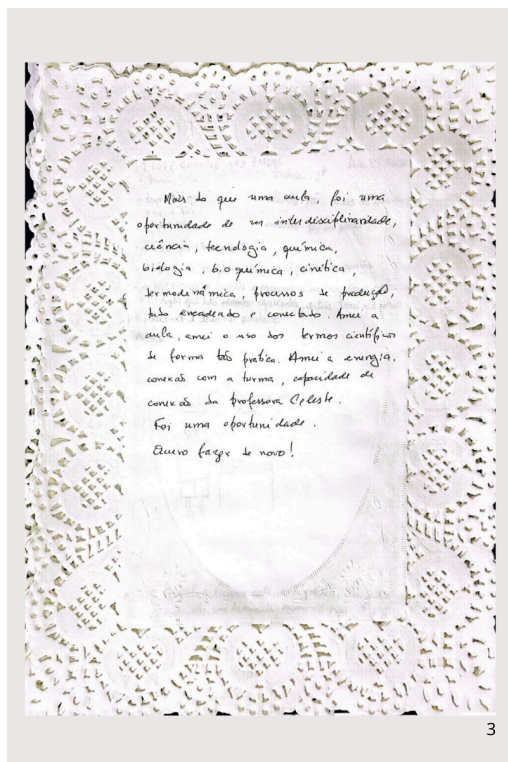 Mais do que uma aula, foi uma
oportunidade de ver interdisciplinaridade,
ciência, tecnologia, química,
biologia, bioquímica, cinética,
termodinâmica, processos de produção,
tudo encadeado e conectado. Amei a
aula, amei o uso dos termos científicos
de forma tão pratica. Amei a energia,
conexão com a turma, capacidade de
conexão da professora Celeste.
Foi uma oportunidade.
Quero fazer de novo!
3